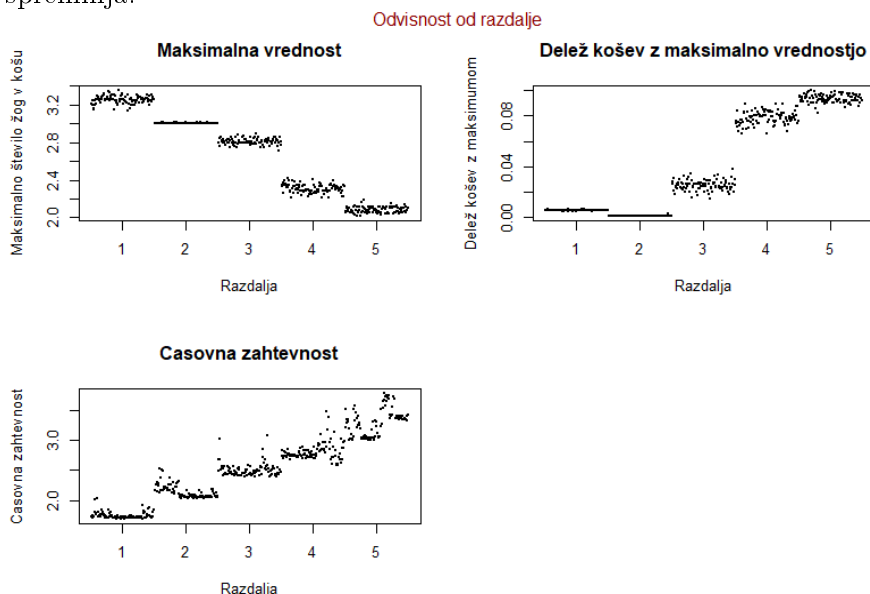 spreminja.
Odvisnost od razdalje
Maksimalna vrednost
Maksimalno število žog v košu
2.0 2.4 2.8 3.2
1 2 3 4 5
Razdalja
Delež košev z maksimalno vrednostjo
Delež košev z maksimumom
0.00 0.04 0.08
1 2 3 4 5
Razdalja
Casovna zahtevnost
Casovna zahtevnost
2.0 3.0
1 2 3 4 5
Razdalja